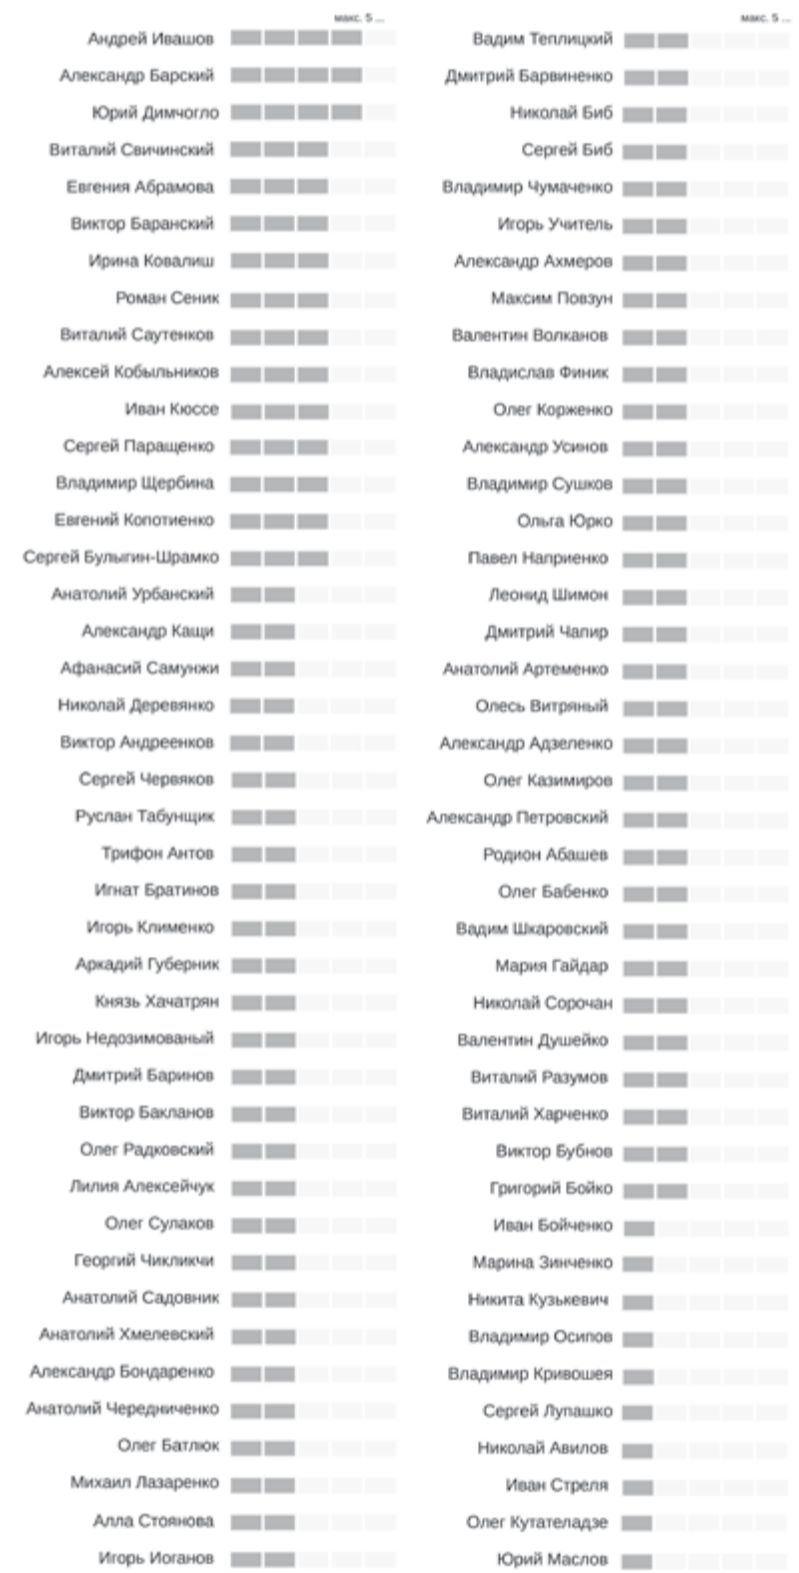 макс. 5 ...
Андрей Ивашов
Александр Барский
Юрий Димчогло
Виталий Свичинский
Евгения Абрамова
Виктор Баранский
Ирина Ковалиш
Роман Сеник
Виталий Саутенков
Алексей Кобыльников
Иван Кюссе
Сергей Паращенко
Владимир Щербина
Евгений Копотиенко
Сергей Булыгин-Шрамко
Анатолий Урбанский
Александр Кащи
Афанасий Самунжи
Николай Деревянко
Виктор Андреенков
Сергей Червяков
Руслан Табунщик
Трифон Антов
Игнат Братинов
Игорь Клименко
Аркадий Губерник
Князь Хачатрян
Игорь Недозимованый
Дмитрий Баринов
Виктор Бакланов
Олег Радковский
Лилия Алексейчук
Олег Сулаков
Георгий Чикликчи
Анатолий Садовник
Анатолий Хмелевский
Александр Бондаренко
Анатолий Чередниченко
Олег Батлюк
Михаил Лазаренко
Алла Стоянова
Игорь Иоганов
макс. 5 ...
Вадим Теплицкий
Дмитрий Барвиненко
Николай Биб
Сергей Биб
Владимир Чумаченко
Игорь Учитель
Александр Ахмеров
Максим Повзун
Валентин Волканов
Владислав Финик
Олег Корженко
Александр Усинов
Владимир Сушков
Ольга Юрко
Павел Наприенко
Леонид Шимон
Дмитрий Чапир
Анатолий Артеменко
Олесь Витряный
Александр Адзеленко
Олег Казимиров
Александр Петровский
Родион Абашев
Олег Бабенко
Вадим Шкаровский
Мария Гайдар
Николай Сорочан
Валентин Душейко
Виталий Разумов
Виталий Харченко
Виктор Бубнов
Григорий Бойко
Иван Бойченко
Марина Зинченко
Никита Кузькевич
Владимир Осипов
Владимир Кривошея
Сергей Лупашко
Николай Авилов
Иван Стреля
Олег Кутателадзе
Юрий Маслов